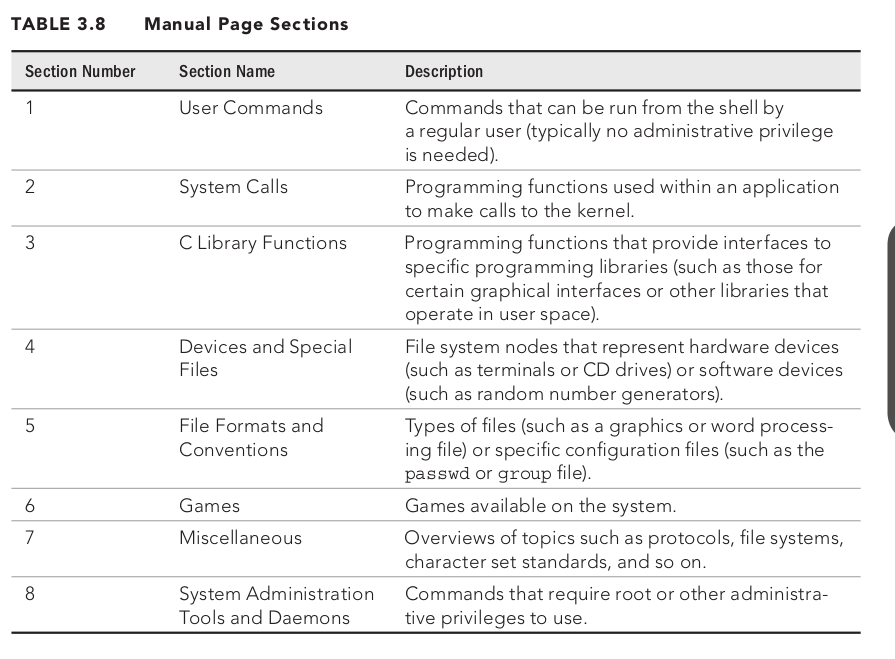 TABLE 3.8 Manual Page Sections
Section Number Section Name Description
1 User Commands Commands that can be run from the shell by
a regular user (typically no administrative privilege
is needed).
2 System Calls Programming functions used within an application
to make calls to the kernel.
3 C Library Functions Programming functions that provide interfaces to
specific programming libraries (such as those for
certain graphical interfaces or other libraries that
operate in user space).
4 Devices and Special File system nodes that represent hardware devices
Files (such as terminals or CD drives) or software devices
(such as random number generators).
5 File Formats and Types of files (such as a graphics or word process-
Conventions ing file) or specific configuration files (such as the
passwd or group file).
6 Games Games available on the system.
7 Miscellaneous Overviews of topics such as protocols, file systems,
character set standards, and so on.
8 System Administration Commands that require root or other administra-
Tools and Daemons tive privileges to use.